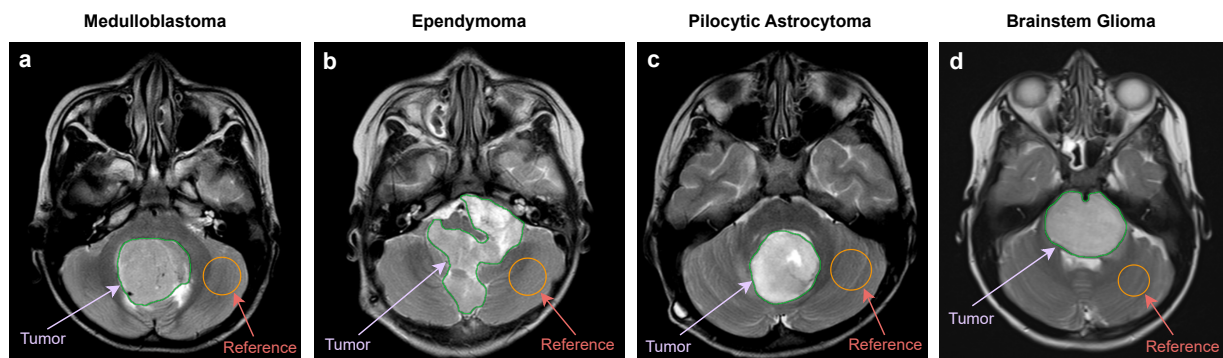 Medulloblastoma
Ependymoma
Pilocytic Astrocytoma
Brainstem Glioma
a
b
c
d
Tumor
Reference
Tumor
Reference
Tumor
Reference
Tumor
Reference